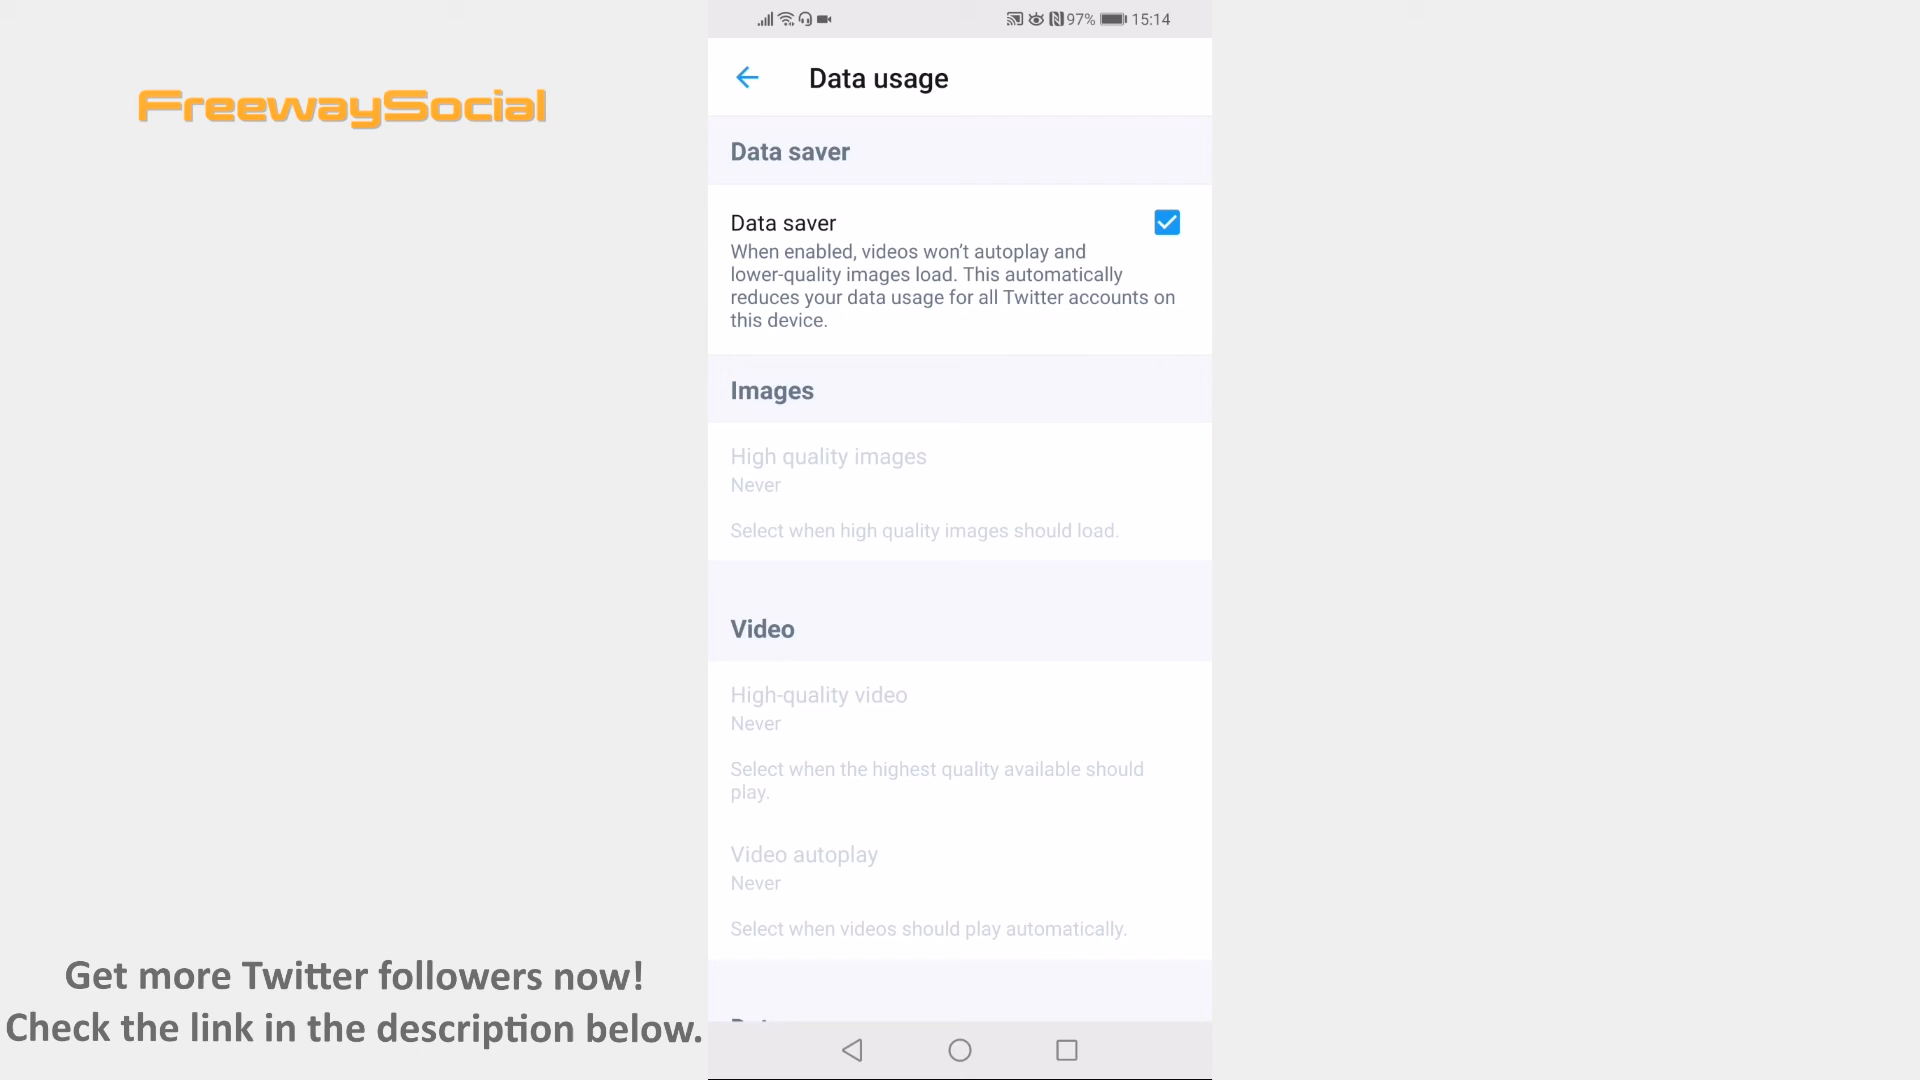 97% 15:14
FreewaySocial
Data usage
Data saver
Data saver
When enabled, videos won’t autoplay and
lower-quality images load. This automatically
reduces your data usage for all Twitter accounts on
this device.
Images
High quality images
Never
Select when high quality images should load.
Video
High-quality video
Never
Select when the highest quality available should
play.
Video autoplay
Never
Select when videos should play automatically.
Get more Twitter followers now!
Check the link in the description below.